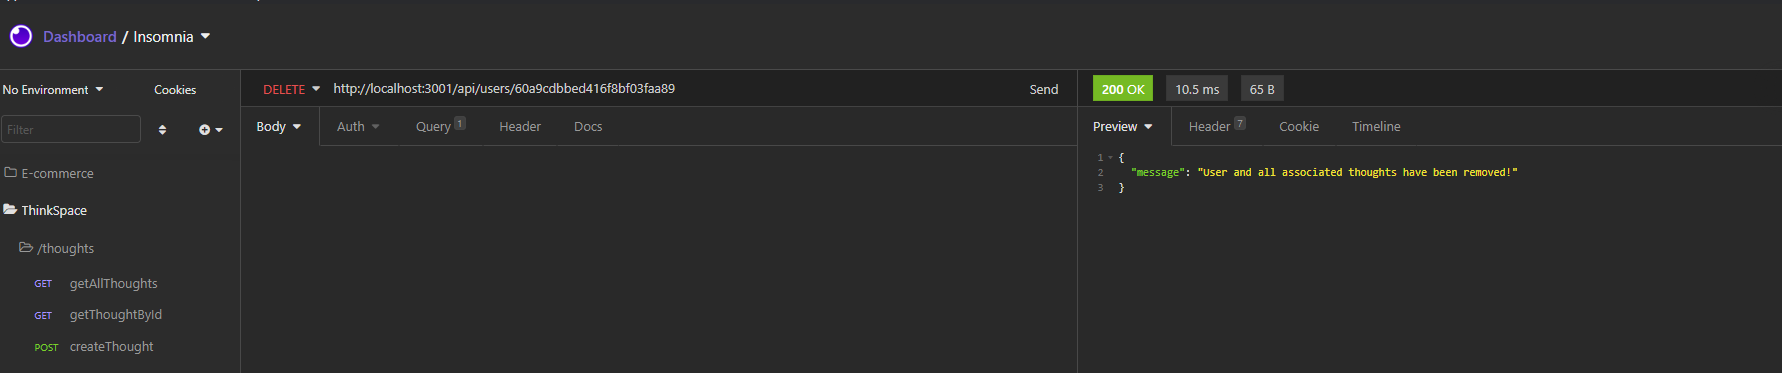 Dashboard / Insomnia
No Environment
Cookies
DELETE
http://localhost:3001/api/users/60a9cdbbed416f8bf03faa89
Send
200 OK
10.5 ms
65 B
Filter
Body
Auth
Query 1
Header
Docs
Preview
Header 7
Cookie
Timeline
1 {
2 "message": "User and all associated thoughts have been removed!"
3 }
E-commerce
ThinkSpace
/thoughts
GET getAllThoughts
GET getThoughtById
POST createThought